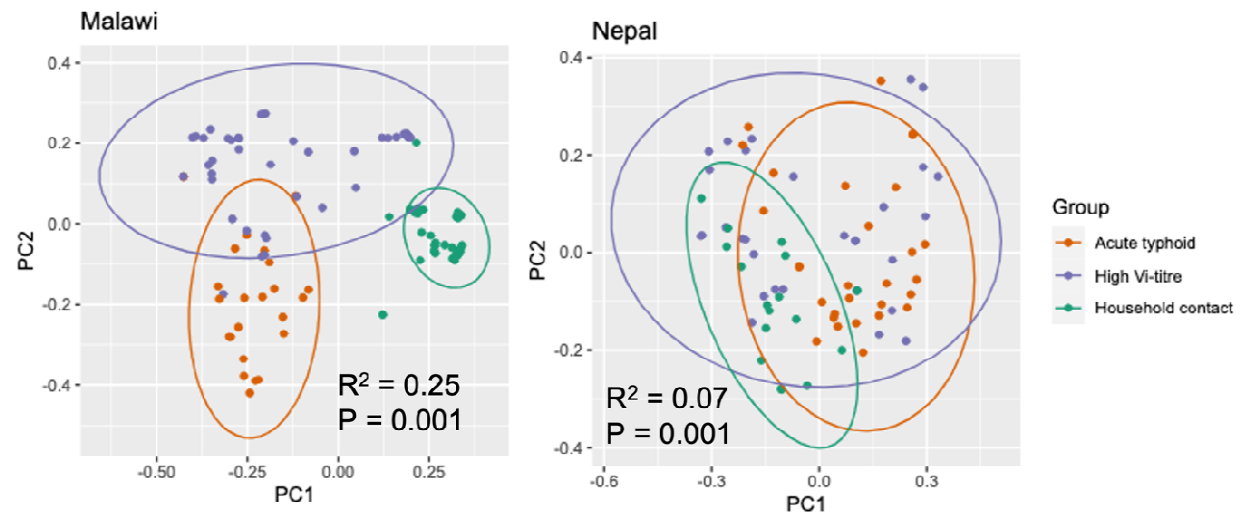 Malawi
PC2
0.4
0.2
0.0
-0.2
-0.4
R² = 0.25
P = 0.001
-0.50
-0.25
0.00
0.25
PC1
Nepal
PC2
0.4
0.2
0.0
-0.2
-0.4
R² = 0.07
P = 0.001
-0.6
-0.3
0.0
0.3
PC1
Group
Acute typhoid
High Vi-titre
Household contact